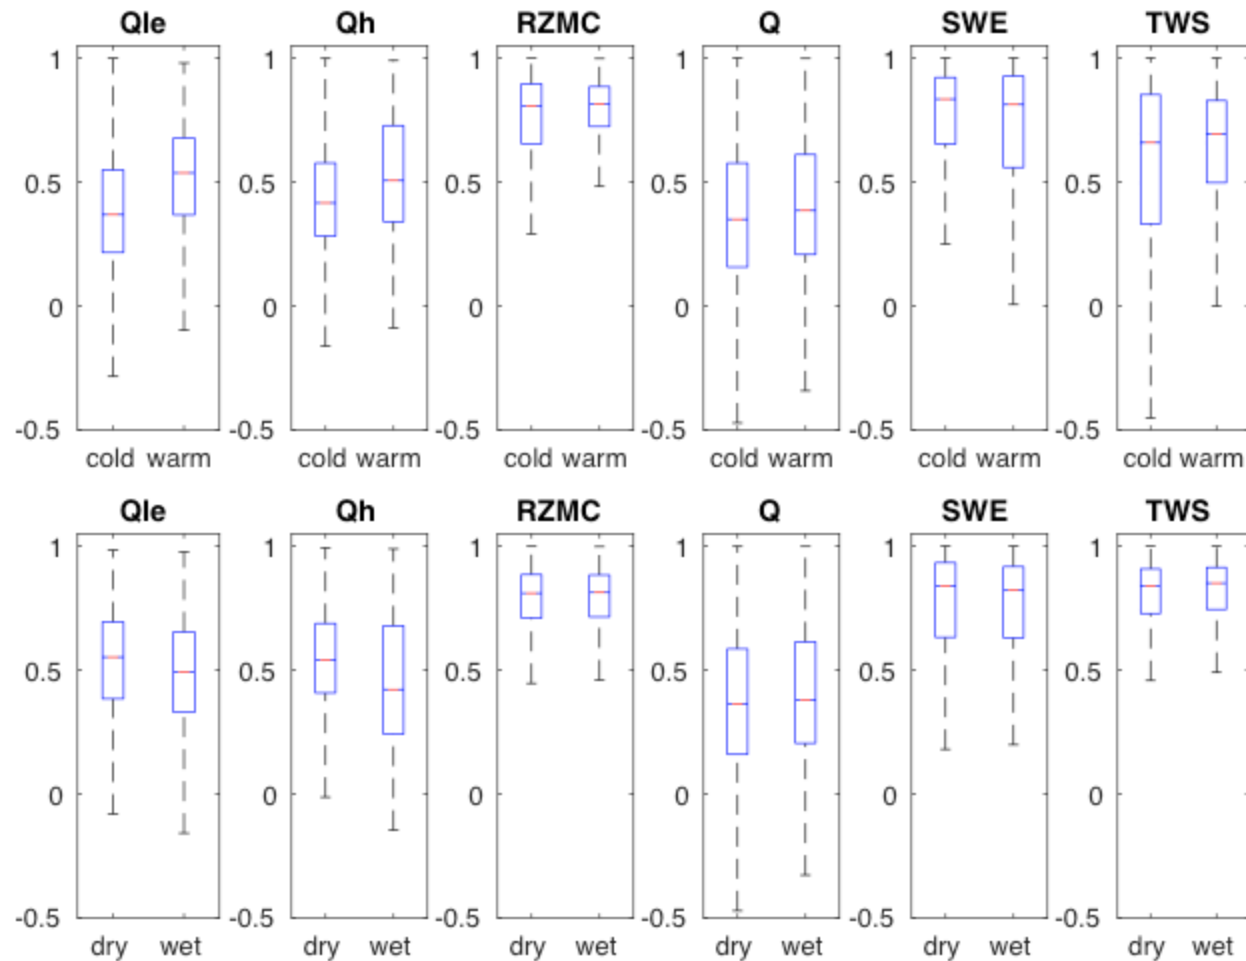 Qle Qh RZMC Q SWE TWS
1 1 1 1 1 1
0.5 0.5 0.5 0.5 0.5 0.5
0 0 0 0 0 0
-0.5 -0.5 -0.5 -0.5 -0.5 -0.5
cold warm cold warm cold warm cold warm cold warm cold warm
Qle Qh RZMC Q SWE TWS
1 1 1 1 1 1
0.5 0.5 0.5 0.5 0.5 0.5
0 0 0 0 0 0
-0.5 -0.5 -0.5 -0.5 -0.5 -0.5
dry wet dry wet dry wet dry wet dry wet dry wet